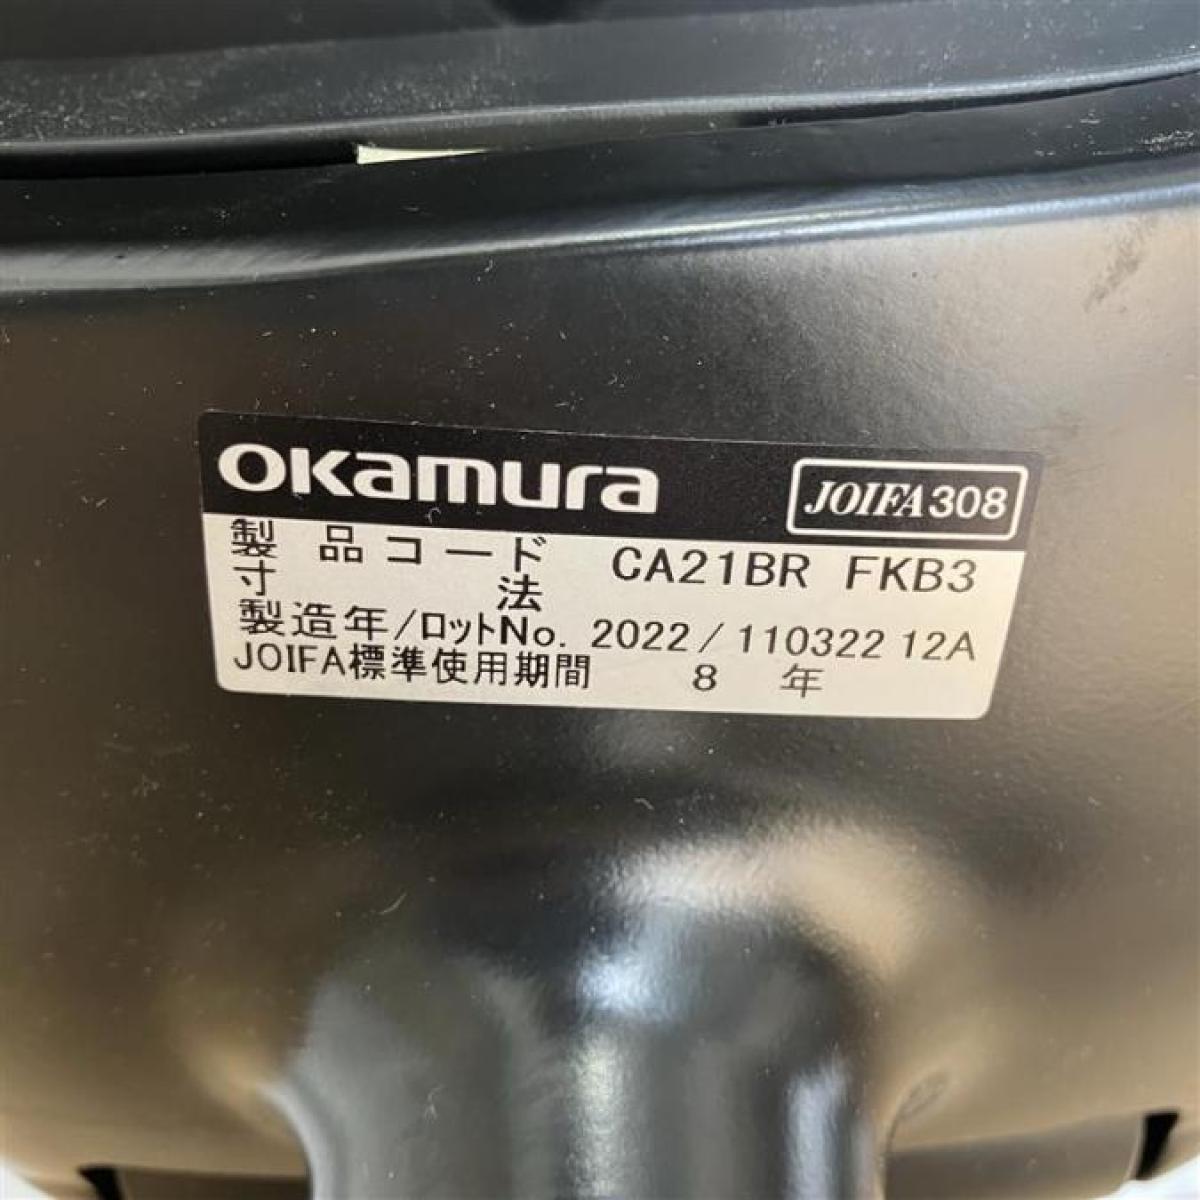 OKamura JOIFA308
製品コード CA21BR FKB3
寸法
製造年/ロットNo. 2022/110322 12A
JOIFA標準使用期間 8 年